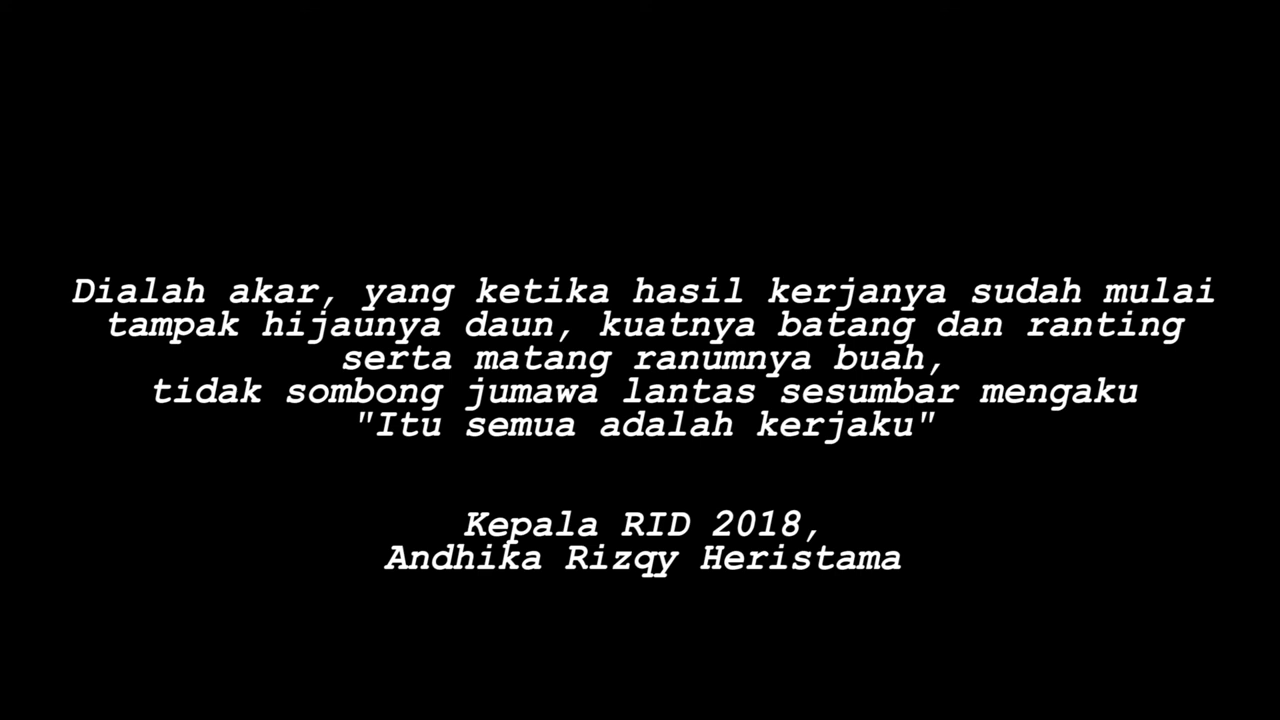 Dialah akar, yang ketika hasil kerjanya sudah mulai
tampak hijaunya daun, kuatnya batang dan ranting
serta matang ranumnya buah,
tidak sombong jumawa lantas sesumbar mengaku
"Itu semua adalah kerjaku"
Kepala RID 2018,
Andhika Rizqy Heristama